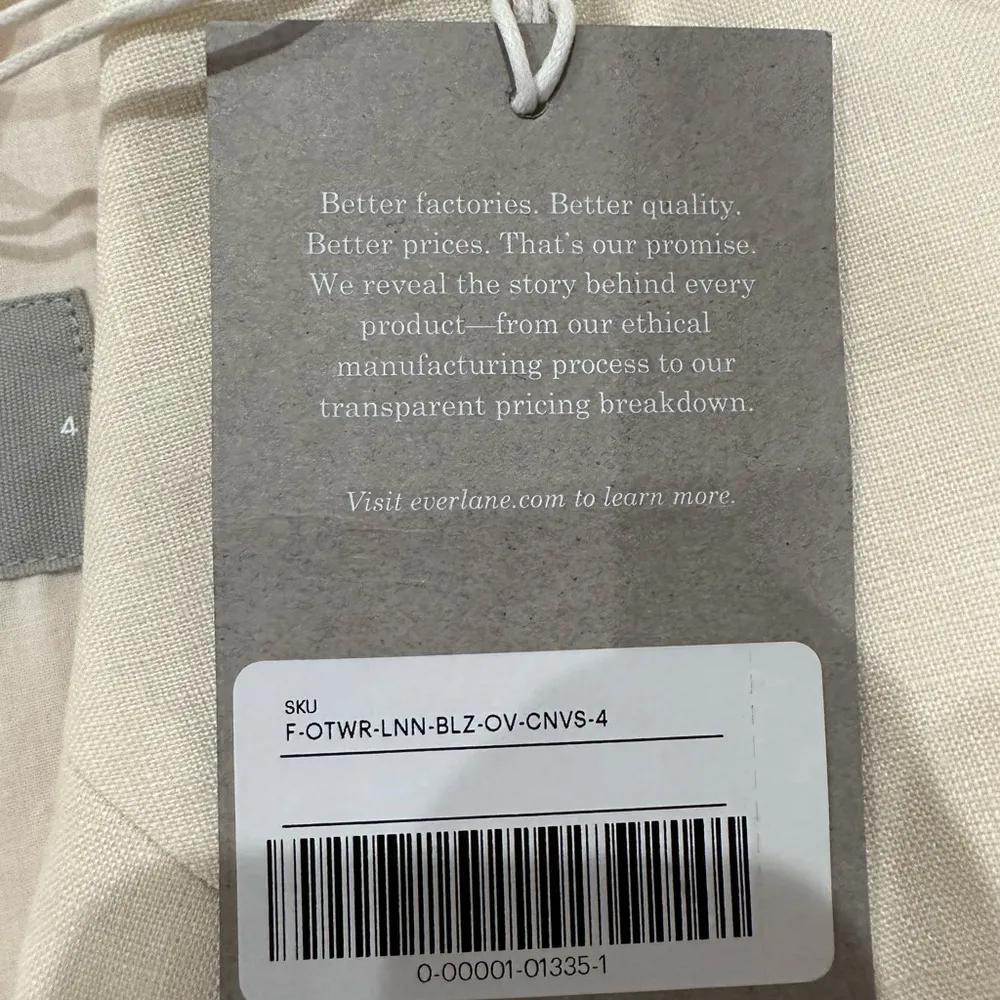 Better factories. Better quality.
Better prices. That's our promise.
We reveal the story behind every
product—from our ethical
manufacturing process to our
transparent pricing breakdown.
Visit everlane.com to learn more.
4
SKU
F-OTWR-LNN-BLZ-OV-CNVS-4
0-00001-01335-1